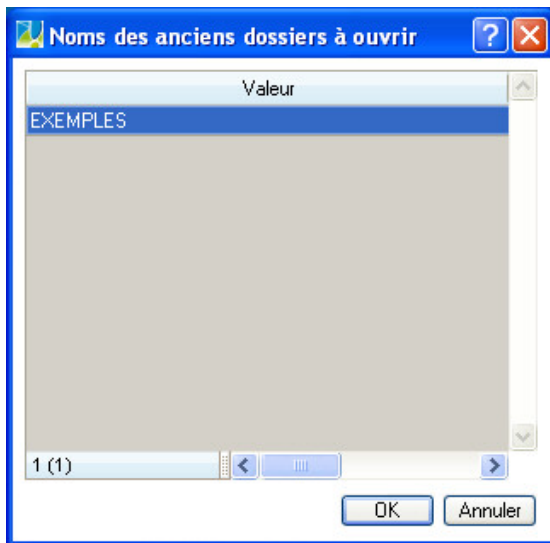 Noms des anciens dossiers à ouvrir
Valeur
EXEMPLES
1 (1)
OK Annuler